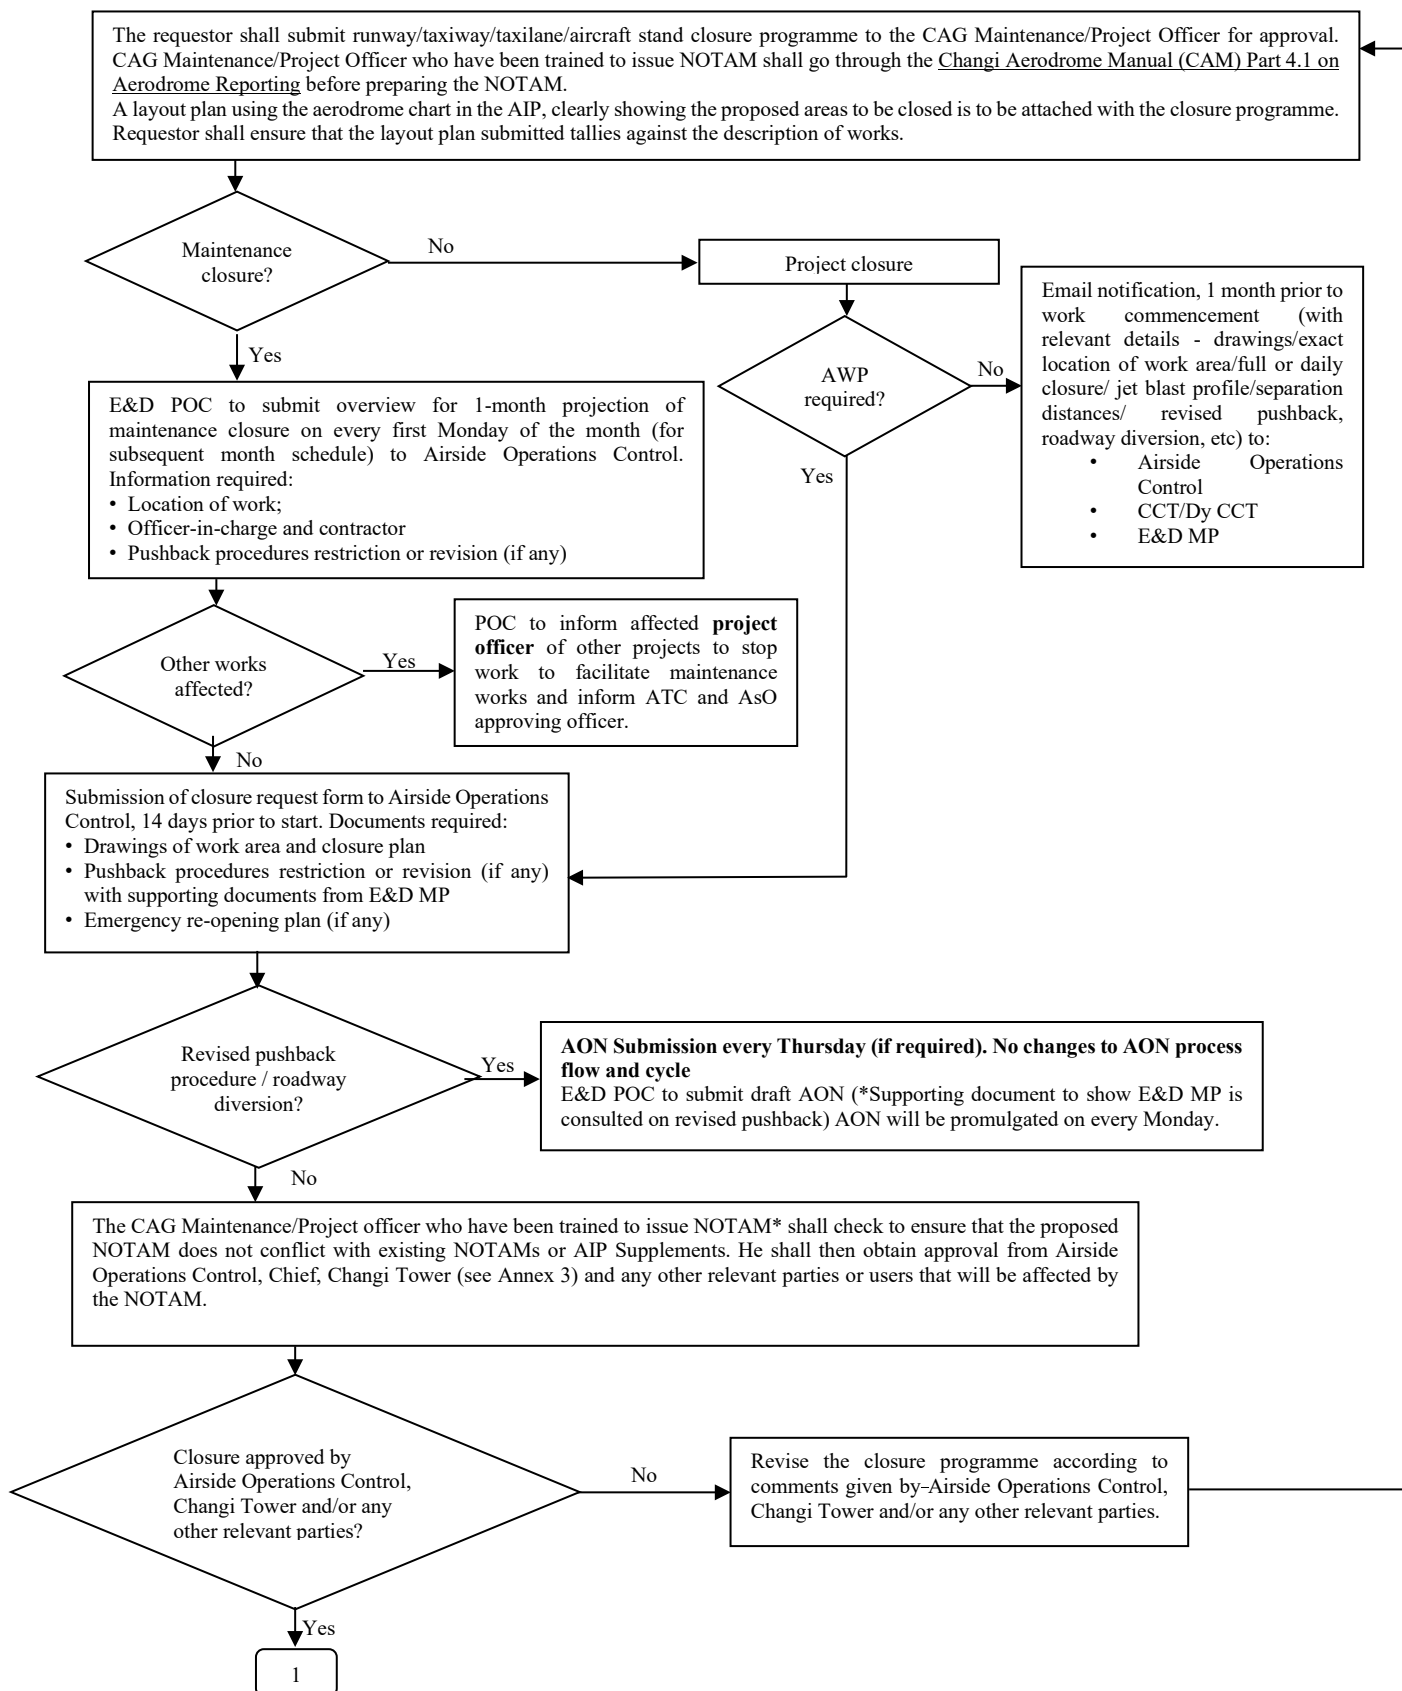 The requestor shall submit runway/taxiway/taxilane/aircraft stand closure programme to the CAG Maintenance/Project Officer for approval.
CAG Maintenance/Project Officer who have been trained to issue NOTAM shall go through the Changi Aerodrome Manual (CAM) Part 4.1 on
Aerodrome Reporting before preparing the NOTAM.
A layout plan using the aerodrome chart in the AIP, clearly showing the proposed areas to be closed is to be attached with the closure programme.
Requestor shall ensure that the layout plan submitted tallies against the description of works.
Maintenance
closure?
No
Project closure
Yes
AWP
required?
No
Yes
Email notification, 1 month prior to
work commencement (with
relevant details - drawings/exact
location of work area/full or daily
closure/ jet blast profile/separation
distances/ revised pushback,
roadway diversion, etc) to:
• Airside Operations
Control
• CCT/Dy CCT
• E&D MP
E&D POC to submit overview for 1-month projection of
maintenance closure on every first Monday of the month (for
subsequent month schedule) to Airside Operations Control.
Information required:
• Location of work;
• Officer-in-charge and contractor
• Pushback procedures restriction or revision (if any)
Other works
affected?
Yes
POC to inform affected project
officer of other projects to stop
work to facilitate maintenance
works and inform ATC and AsO
approving officer.
No
Submission of closure request form to Airside Operations
Control, 14 days prior to start. Documents required:
• Drawings of work area and closure plan
• Pushback procedures restriction or revision (if any)
with supporting documents from E&D MP
• Emergency re-opening plan (if any)
Revised pushback
procedure / roadway
diversion?
Yes
AON Submission every Thursday (if required). No changes to AON process
flow and cycle
E&D POC to submit draft AON (*Supporting document to show E&D MP is
consulted on revised pushback) AON will be promulgated on every Monday.
No
The CAG Maintenance/Project officer who have been trained to issue NOTAM* shall check to ensure that the proposed
NOTAM does not conflict with existing NOTAMs or AIP Supplements. He shall then obtain approval from Airside
Operations Control, Chief, Changi Tower (see Annex 3) and any other relevant parties or users that will be affected by
the NOTAM.
Closure approved by
Airside Operations Control,
Changi Tower and/or any
other relevant parties?
No
Revise the closure programme according to
comments given by-Airside Operations Control,
Changi Tower and/or any other relevant parties.
Yes
1